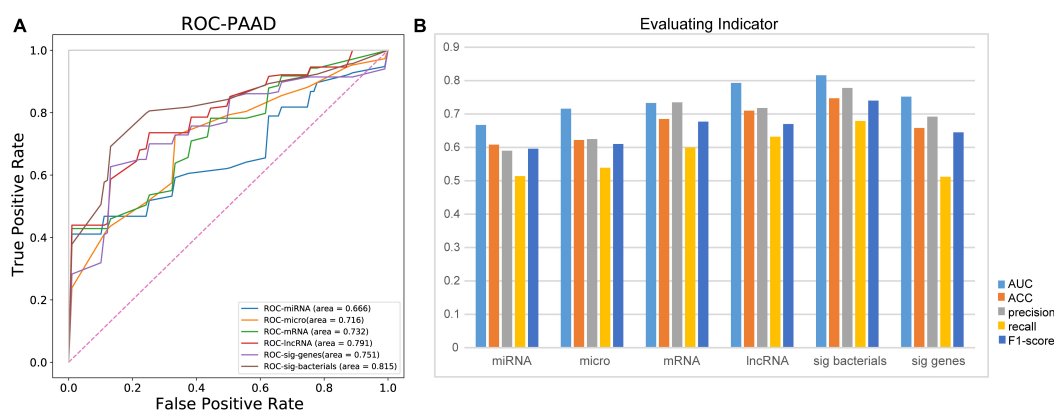 A
ROC-PAAD
True Positive Rate
1.0
0.8
0.6
0.4
0.2
0.0
ROC-miRNA (area = 0.666)
ROC-micro(area = 0.716)
ROC-mRNA (area = 0.732)
ROC-lncRNA (area = 0.791)
ROC-sig-genes(area = 0.751)
ROC-sig-bacterials (area = 0.815)
0.0 0.2 0.4 0.6 0.8 1.0
False Positive Rate
B
Evaluating Indicator
0.9
0.8
0.7
0.6
0.5
0.4
0.3
0.2
0.1
0
miRNA micro mRNA lncRNA sig bacterials sig genes
AUC
ACC
precision
recall
F1-score